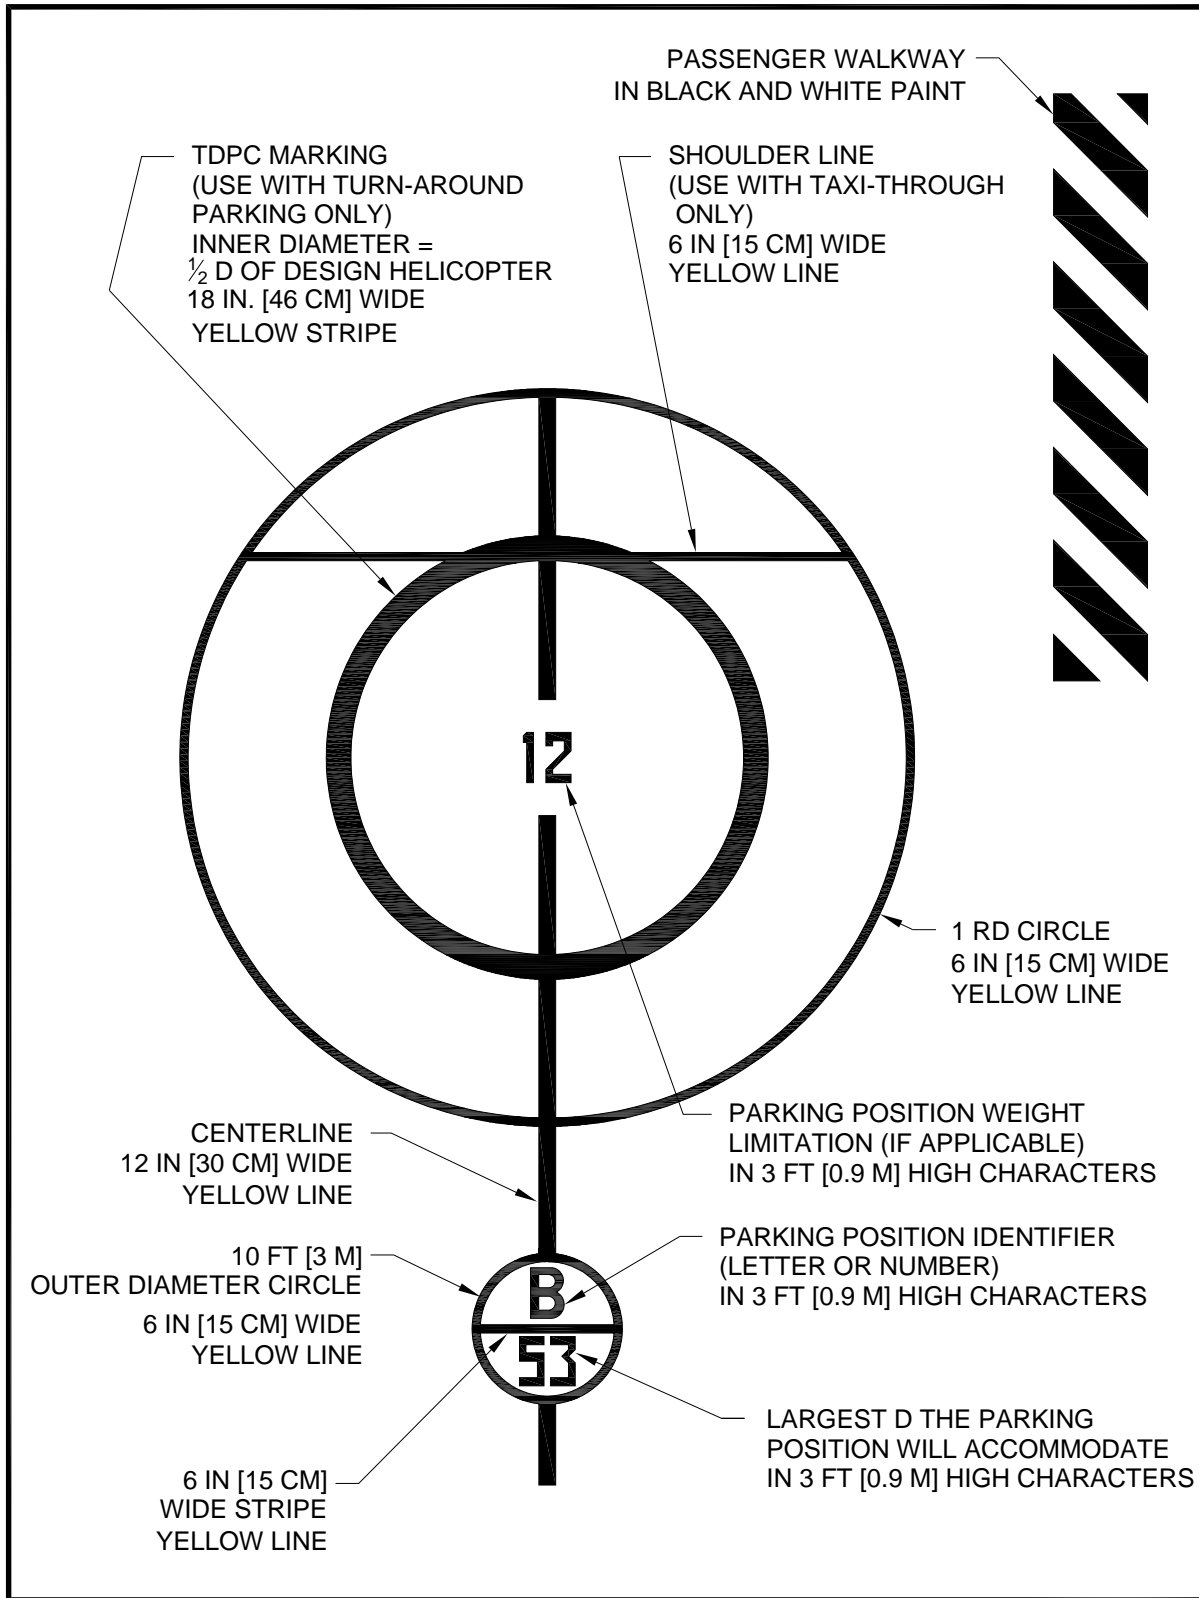 PASSENGER WALKWAY
IN BLACK AND WHITE PAINT
TDPC MARKING
(USE WITH TURN-AROUND
PARKING ONLY)
INNER DIAMETER =
½ D OF DESIGN HELICOPTER
18 IN. [46 CM] WIDE
YELLOW STRIPE
SHOULDER LINE
(USE WITH TAXI-THROUGH
ONLY)
6 IN [15 CM] WIDE
YELLOW LINE
12
1 RD CIRCLE
6 IN [15 CM] WIDE
YELLOW LINE
PARKING POSITION WEIGHT
LIMITATION (IF APPLICABLE)
IN 3 FT [0.9 M] HIGH CHARACTERS
CENTERLINE
12 IN [30 CM] WIDE
YELLOW LINE
PARKING POSITION IDENTIFIER
(LETTER OR NUMBER)
IN 3 FT [0.9 M] HIGH CHARACTERS
10 FT [3 M]
OUTER DIAMETER CIRCLE
6 IN [15 CM] WIDE
YELLOW LINE
B
53
LARGEST D THE PARKING
POSITION WILL ACCOMMODATE
IN 3 FT [0.9 M] HIGH CHARACTERS
6 IN [15 CM]
WIDE STRIPE
YELLOW LINE